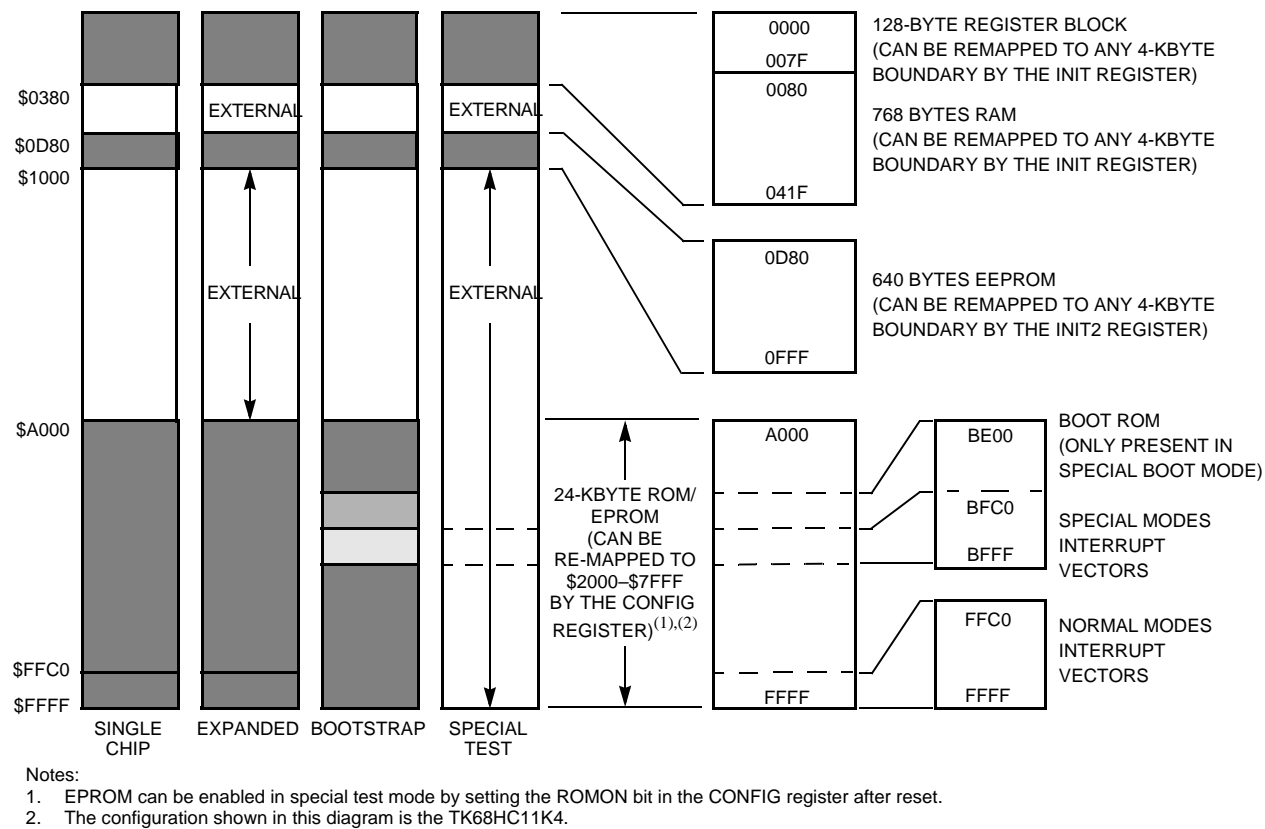 $0380
$0D80
$1000
$A000
$FFC0
$FFFF
EXTERNAL
EXTERNAL
EXTERNAL
EXTERNAL
SINGLE
CHIP
EXPANDED
BOOTSTRAP
SPECIAL
TEST
24-KBYTE ROM/
EPROM
(CAN BE
RE-MAPPED TO
$2000–$7FFF
BY THE CONFIG
REGISTER)(1),(2)
0000
007F
0080
041F
128-BYTE REGISTER BLOCK
(CAN BE REMAPPED TO ANY 4-KBYTE
BOUNDARY BY THE INIT REGISTER)
768 BYTES RAM
(CAN BE REMAPPED TO ANY 4-KBYTE
BOUNDARY BY THE INIT REGISTER)
0D80
0FFF
640 BYTES EEPROM
(CAN BE REMAPPED TO ANY 4-KBYTE
BOUNDARY BY THE INIT2 REGISTER)
A000
FFFF
BE00
BFC0
BFFF
BOOT ROM
(ONLY PRESENT IN
SPECIAL BOOT MODE)
SPECIAL MODES
INTERRUPT
VECTORS
FFC0
FFFF
NORMAL MODES
INTERRUPT
VECTORS
Notes:
1. EPROM can be enabled in special test mode by setting the ROMON bit in the CONFIG register after reset.
2. The configuration shown in this diagram is the TK68HC11K4.